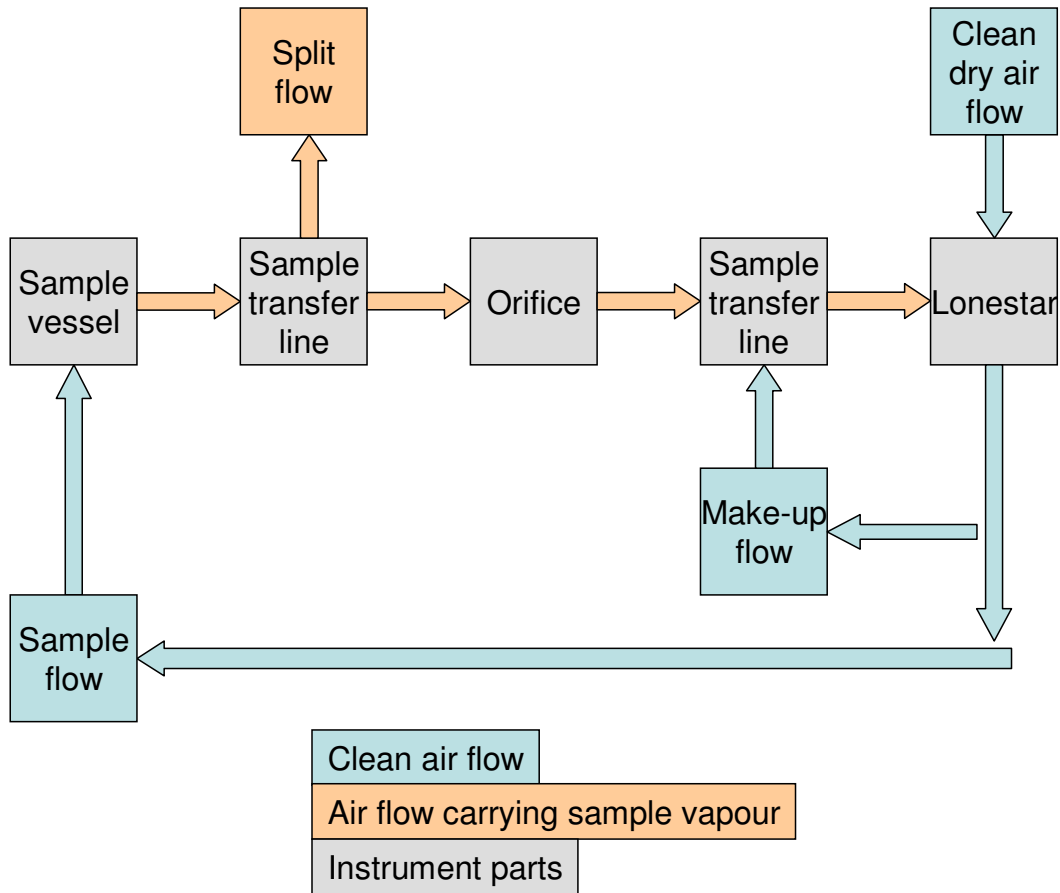 Split
flow
Clean
dry air
flow
Sample
vessel
Sample
transfer
line
Orifice
Sample
transfer
line
Lonestar
Make-up
flow
Sample
flow
Clean air flow
Air flow carrying sample vapour
Instrument parts